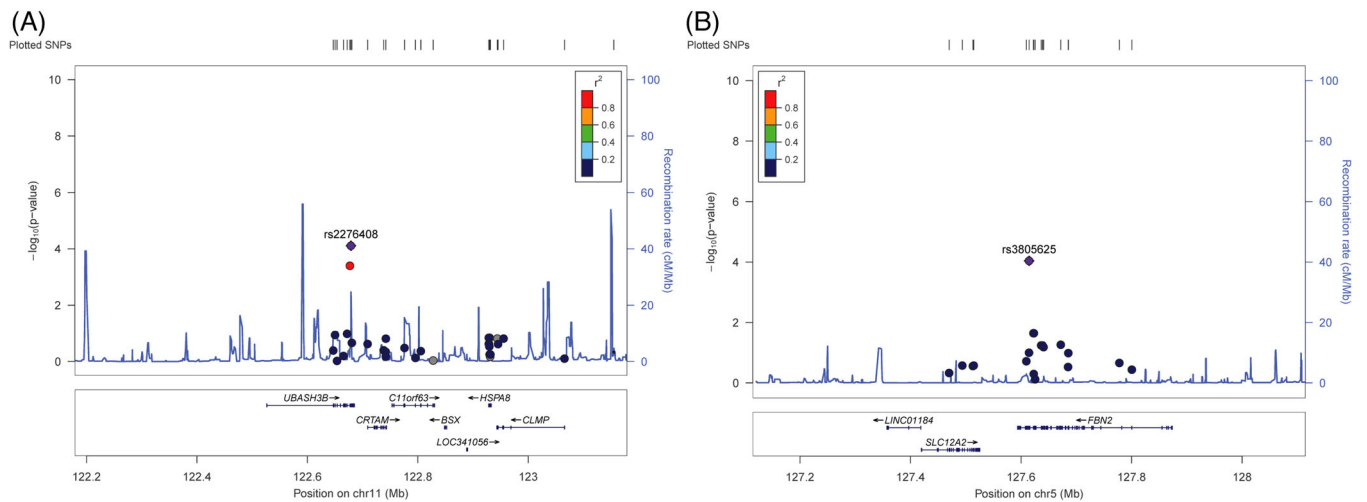 (A)
Plotted SNPs
10
8
6
4
2
0
−log10(p−value)
100
80
60
40
20
0
Recombination rate (cM/Mb)
r2
0.8
0.6
0.4
0.2
rs2276408
UBASH3B→
C11orf63→
←HSPA8
CRTAM→
←BSX
←CLMP
LOC341056→
122.2
122.4
122.6
122.8
123
Position on chr11 (Mb)
(B)
Plotted SNPs
10
8
6
4
2
0
−log10(p−value)
100
80
60
40
20
0
Recombination rate (cM/Mb)
r2
0.8
0.6
0.4
0.2
rs3805625
←LINC01184
←FBN2
SLC12A2→
127.2
127.4
127.6
127.8
128
Position on chr5 (Mb)